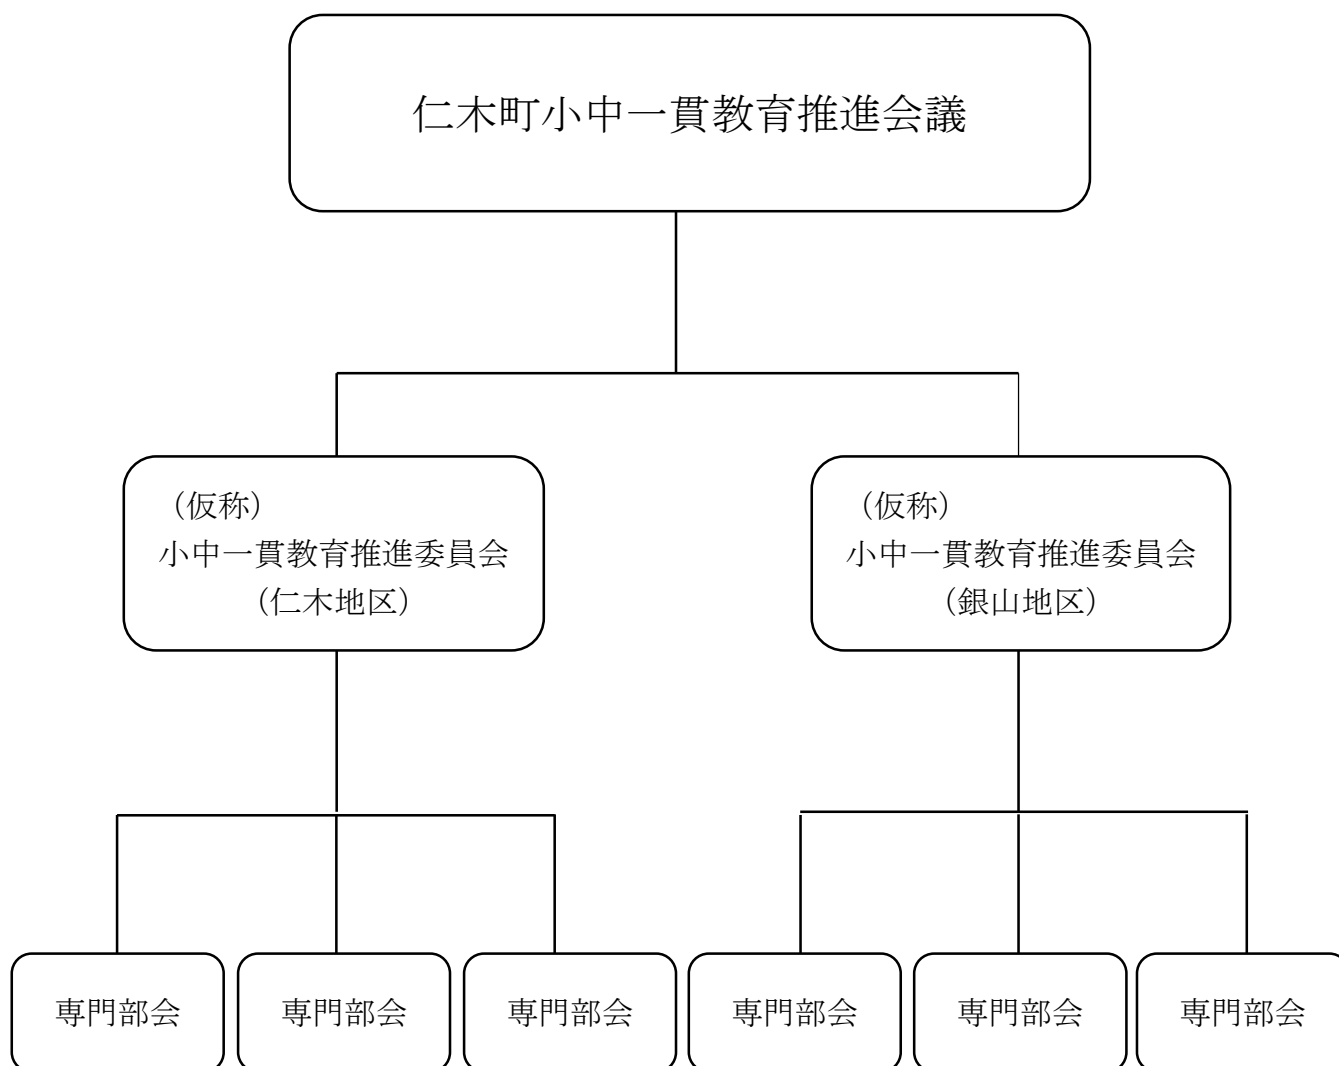 仁木町小中一貫教育推進会議
（仮称）
小中一貫教育推進委員会
（仁木地区）
（仮称）
小中一貫教育推進委員会
（銀山地区）
専門部会
専門部会
専門部会
専門部会
専門部会
専門部会